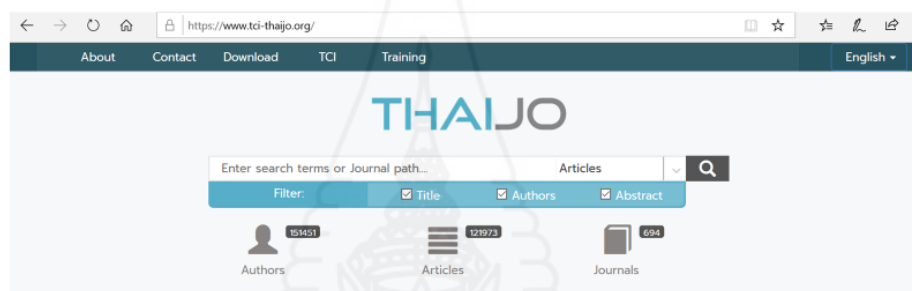 https://www.tci-thaijo.org/
About Contact Download TCI Training English
THAIJO
Enter search terms or Journal path.... Articles
Filter: Title Authors Abstract
151451 121973 694
Authors Articles Journals